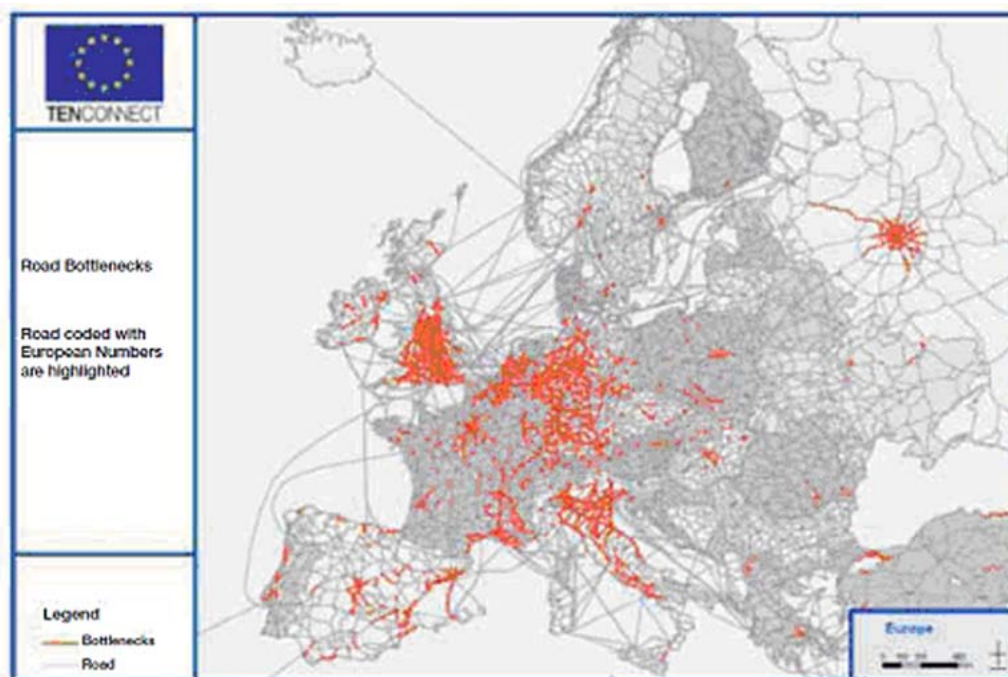 TENCONNECT
Road Bottlenecks
Road coded with
European Numbers
are highlighted
Legend
Bottlenecks
Road
Europe